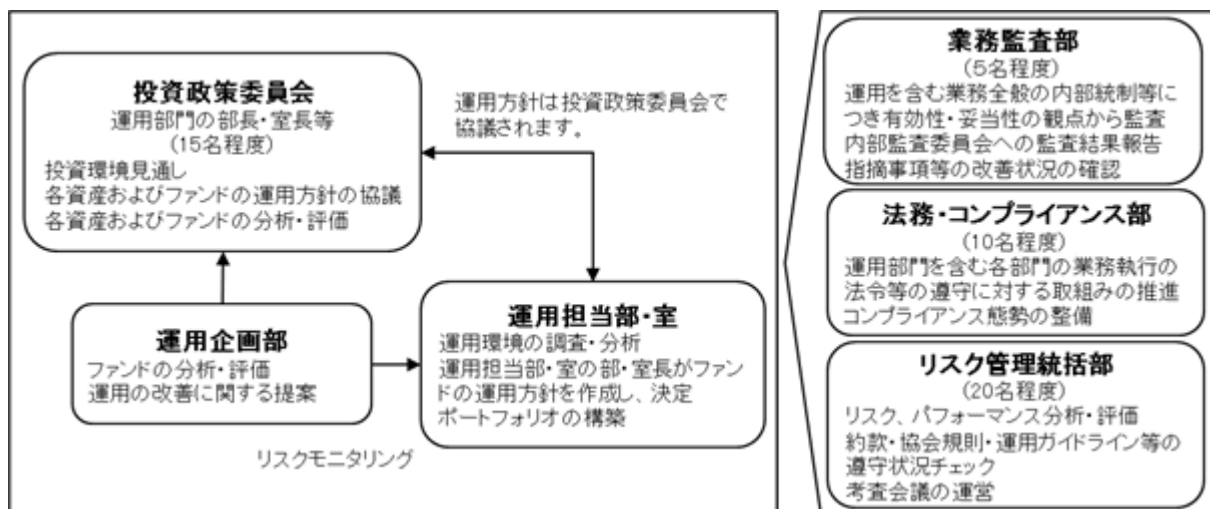 投資政策委員会
運用部門の部長・室長等
(15名程度)
投資環境見通し
各資産およびファンドの運用方針の協議
各資産およびファンドの分析・評価
運用方針は投資政策委員会で
協議されます。
運用企画部
ファンドの分析・評価
運用の改善に関する提案
運用担当部・室
運用環境の調査・分析
運用担当部・室の部・室長がファン
ドの運用方針を作成し、決定
ポートフォリオの構築
リスクモニタリング
業務監査部
(5名程度)
運用を含む業務全般の内部統制等に
つき有効性・妥当性の観点から監査
内部監査委員会への監査結果報告
指摘事項等の改善状況の確認
法務・コンプライアンス部
(10名程度)
運用部門を含む各部門の業務執行の
法令等の遵守に対する取組みの推進
コンプライアンス態勢の整備
リスク管理統括部
(20名程度)
リスク、パフォーマンス分析・評価
約款・協会規則・運用ガイドライン等の
遵守状況チェック
考査会議の運営